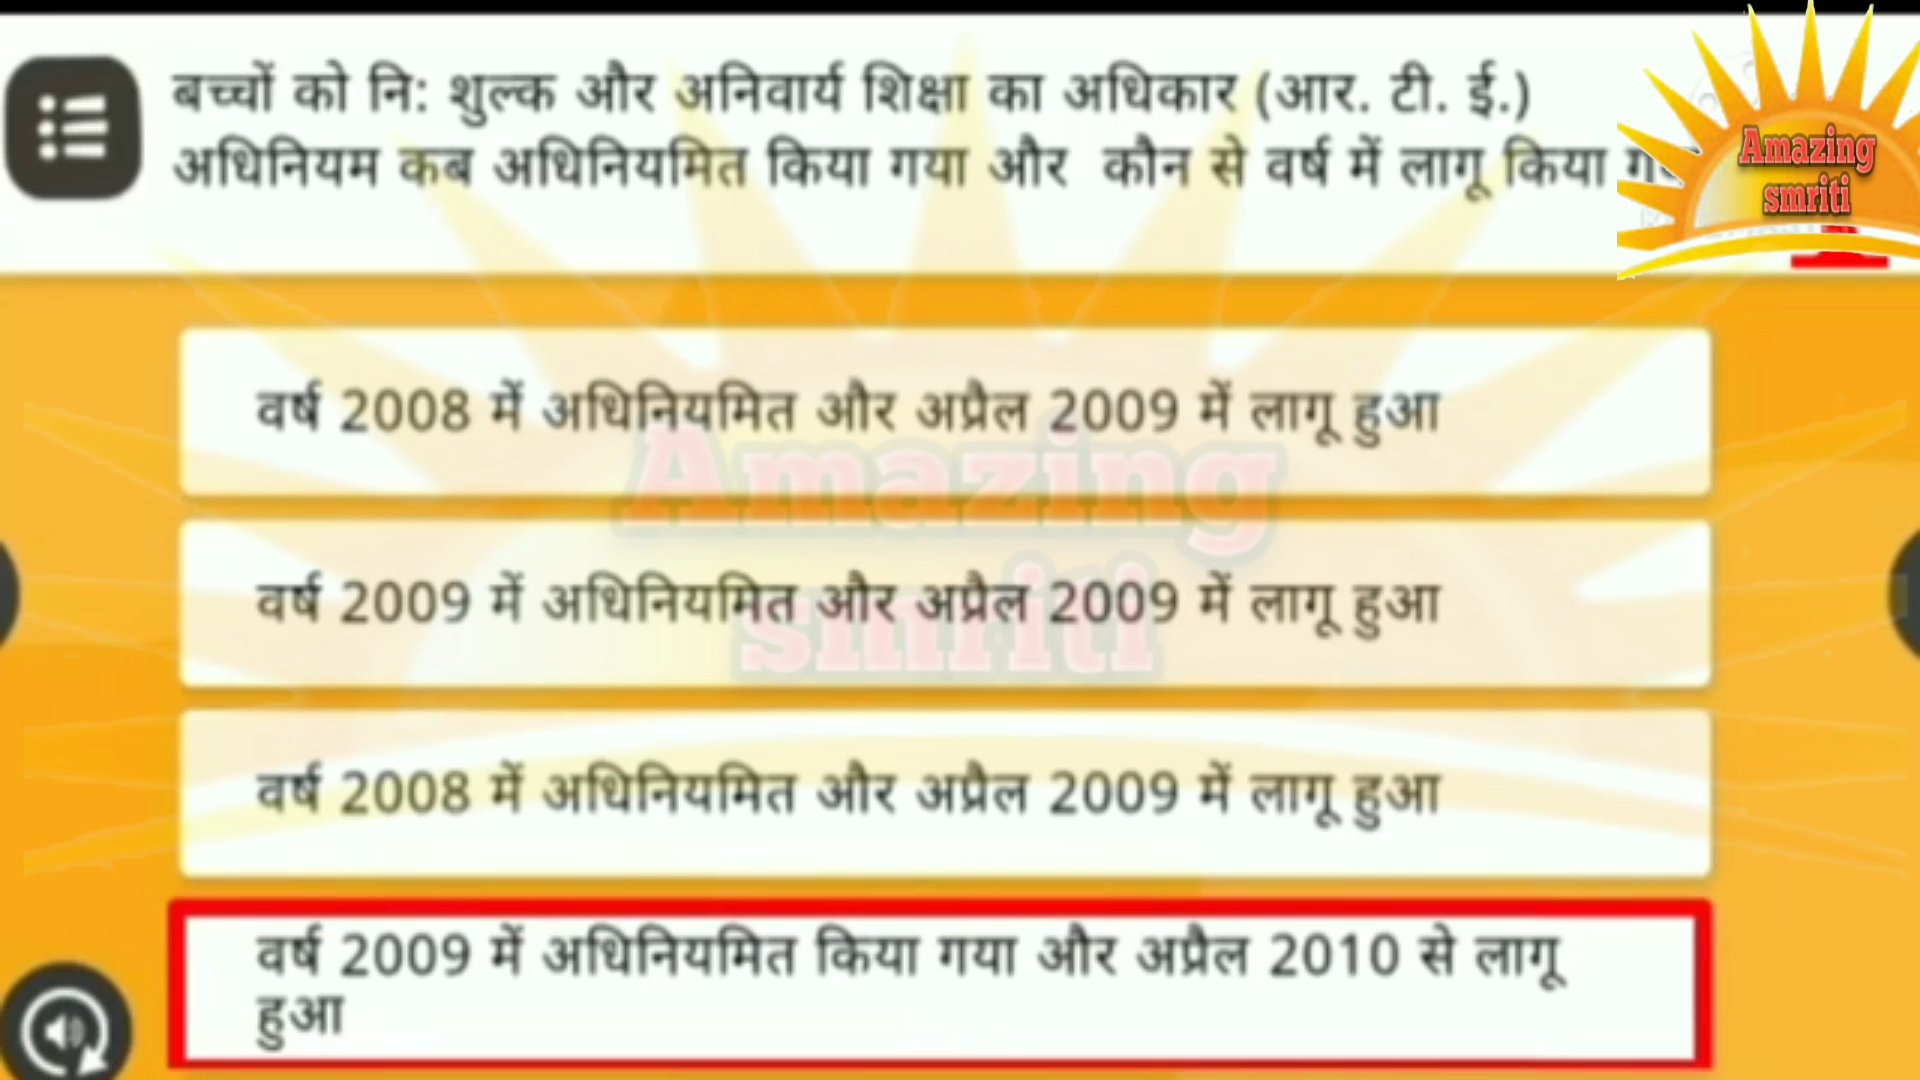 बच्चों को नि: शुल्क और अनिवार्य शिक्षा का अधिकार (आर. टी. ई.)
अधिनियम कब अधिनियमित किया गया और कौन से वर्ष में लागू किया
Amazing
smriti
वर्ष 2008 में अधिनियमित और अप्रैल 2009 में लागू हुआ
Amazing
वर्ष 2009 में अधिनियमित और अप्रैल 2009 में लागू हुआ
smriti
वर्ष 2008 में अधिनियमित और अप्रैल 2009 में लागू हुआ
वर्ष 2009 में अधिनियमित किया गया और अप्रैल 2010 से लागू
हुआ